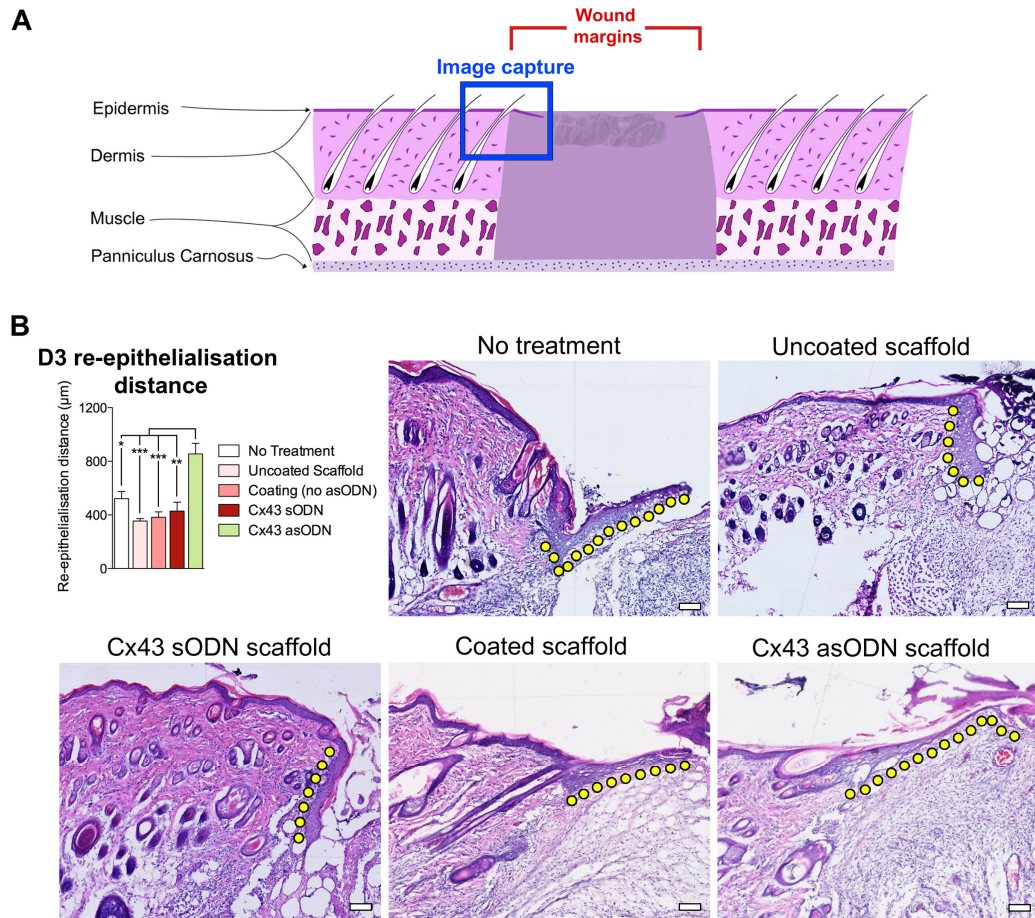 A
Wound
margins
Image capture
Epidermis
Dermis
Muscle
Panniculus Carnosus
B
D3 re-epithelialisation
distance
Re-epithelialisation distance (µm)
1200
800
400
0
*
***
***
**
No Treatment
Uncoated Scaffold
Coating (no asODN)
Cx43 sODN
Cx43 asODN
No treatment
Uncoated scaffold
Cx43 sODN scaffold
Coated scaffold
Cx43 asODN scaffold